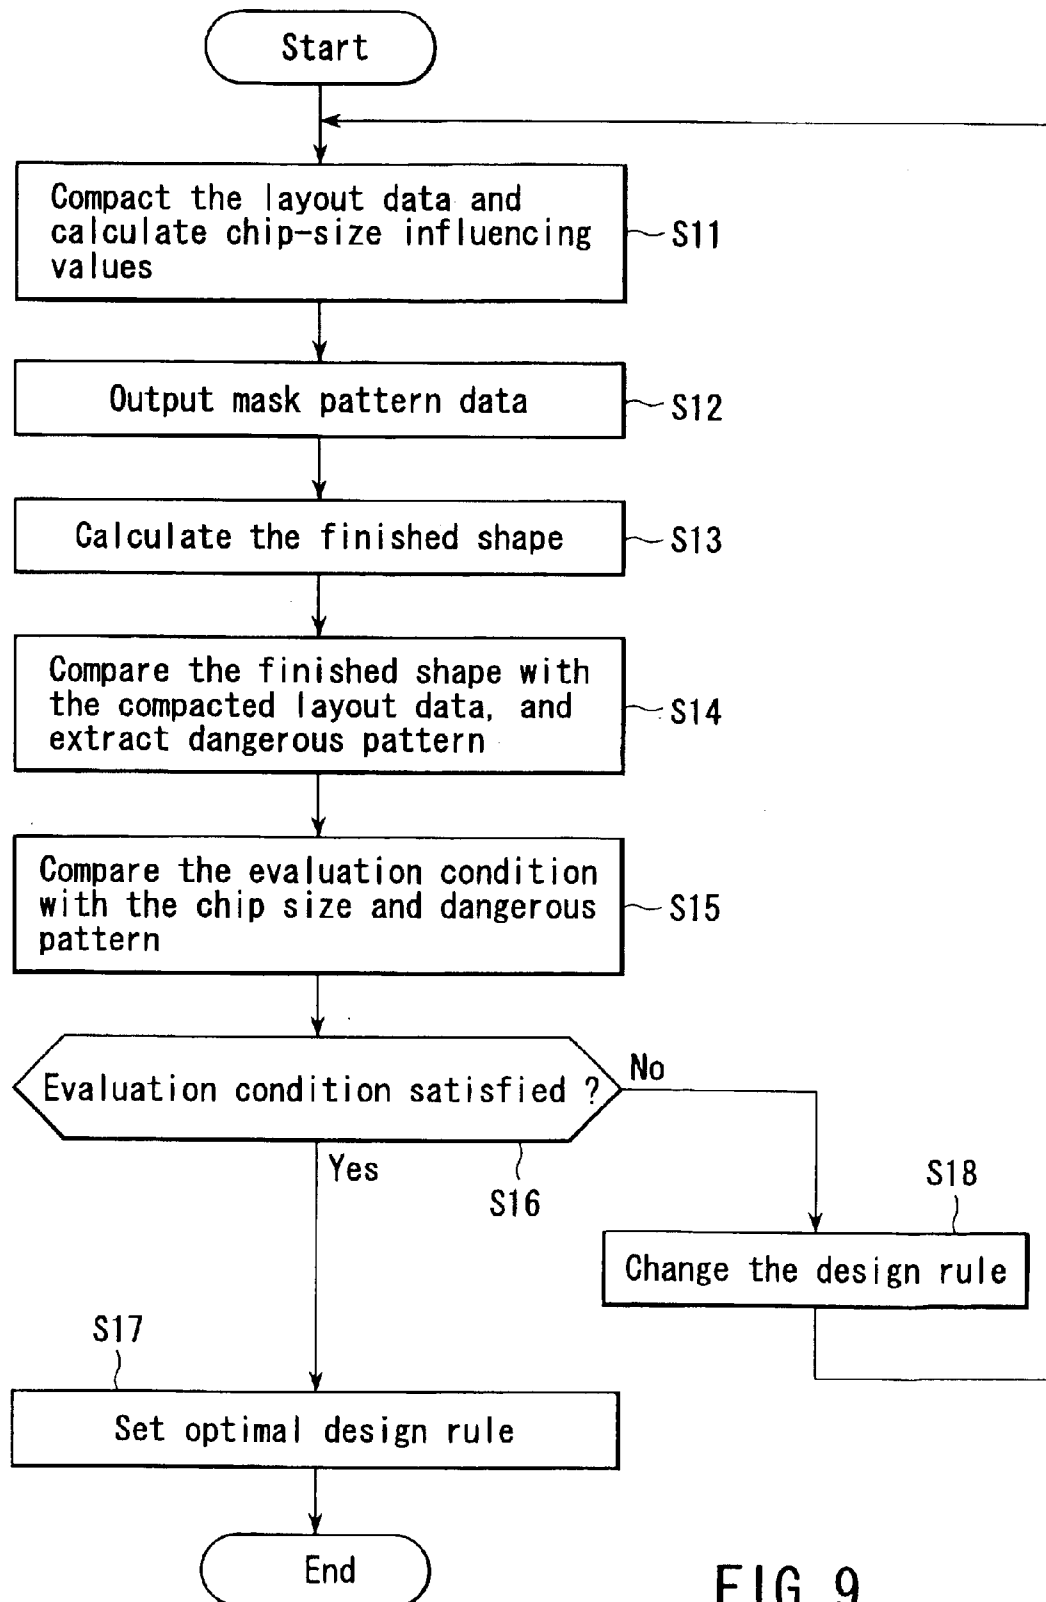 Start
Compact the layout data and
calculate chip-size influencing
values
S11
Output mask pattern data
S12
Calculate the finished shape
S13
Compare the finished shape with
the compacted layout data, and
extract dangerous pattern
S14
Compare the evaluation condition
with the chip size and dangerous
pattern
S15
Evaluation condition satisfied ?
No
Yes
S16
S18
Change the design rule
S17
Set optimal design rule
End
FIG. 9